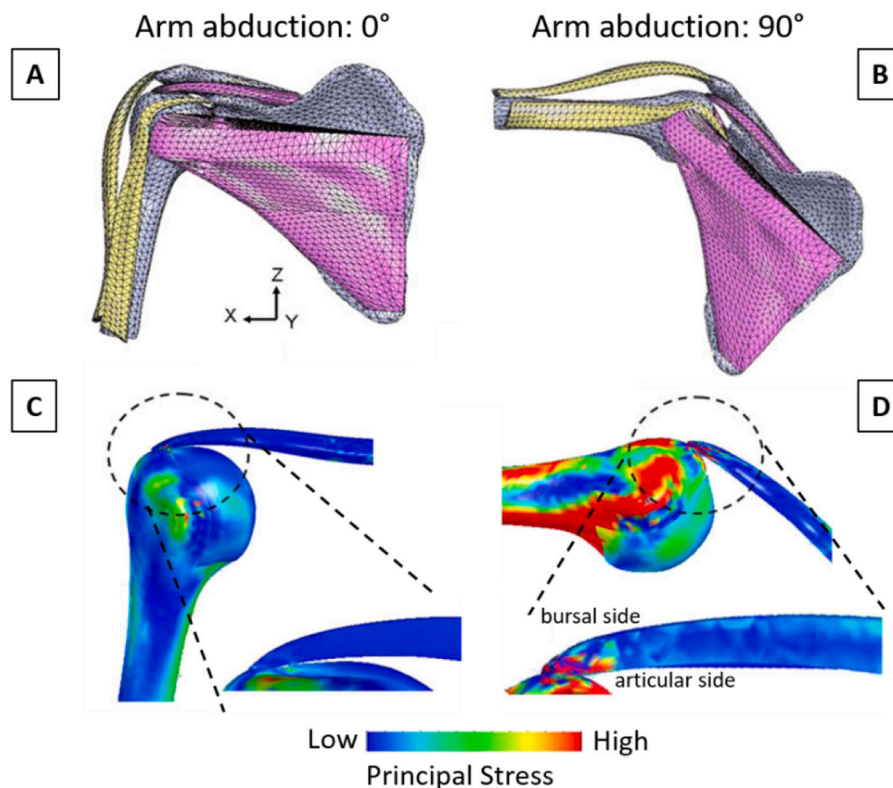 Arm abduction: 0°
Arm abduction: 90°
A
B
Z
X
Y
C
D
bursal side
articular side
Low
High
Principal Stress